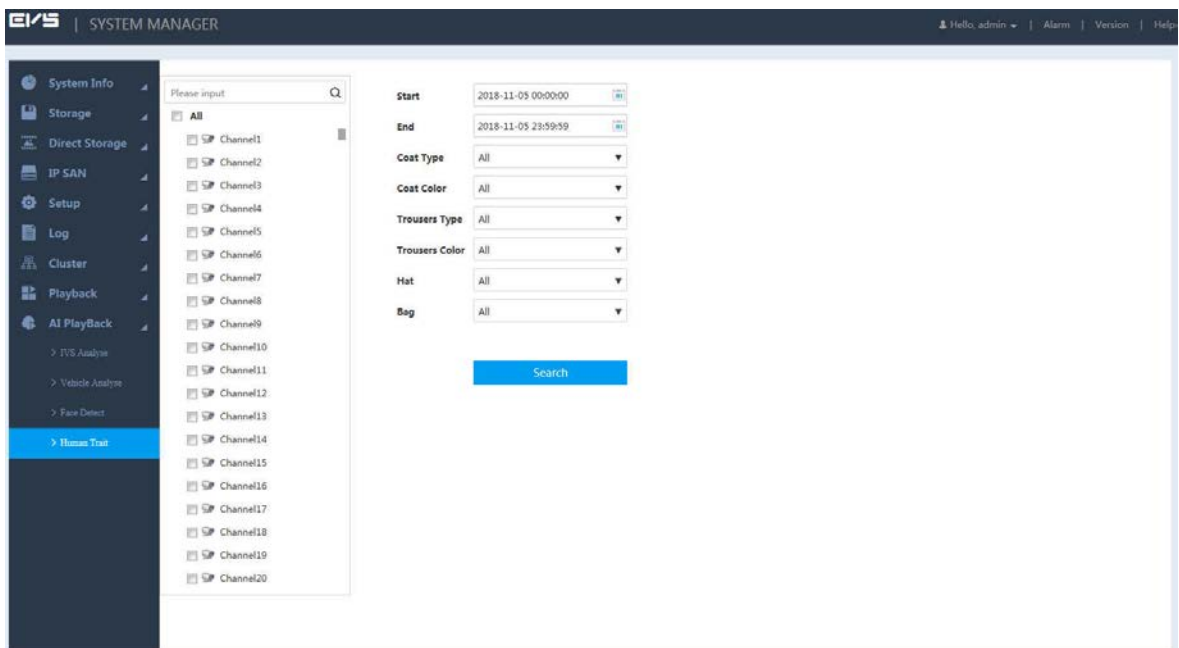 EVS | SYSTEM MANAGER
Hello, admin | Alarm | Version | Help
System Info
Storage
Direct Storage
IP SAN
Setup
Log
Cluster
Playback
AI PlayBack
> IVS Analyse
> Vehicle Analyse
> Face Detect
> Human Trait
Please input
All
Channel1
Channel2
Channel3
Channel4
Channel5
Channel6
Channel7
Channel8
Channel9
Channel10
Channel11
Channel12
Channel13
Channel14
Channel15
Channel16
Channel17
Channel18
Channel19
Channel20
Start 2018-11-05 00:00:00
End 2018-11-05 23:59:59
Coat Type All
Coat Color All
Trousers Type All
Trousers Color All
Hat All
Bag All
Search